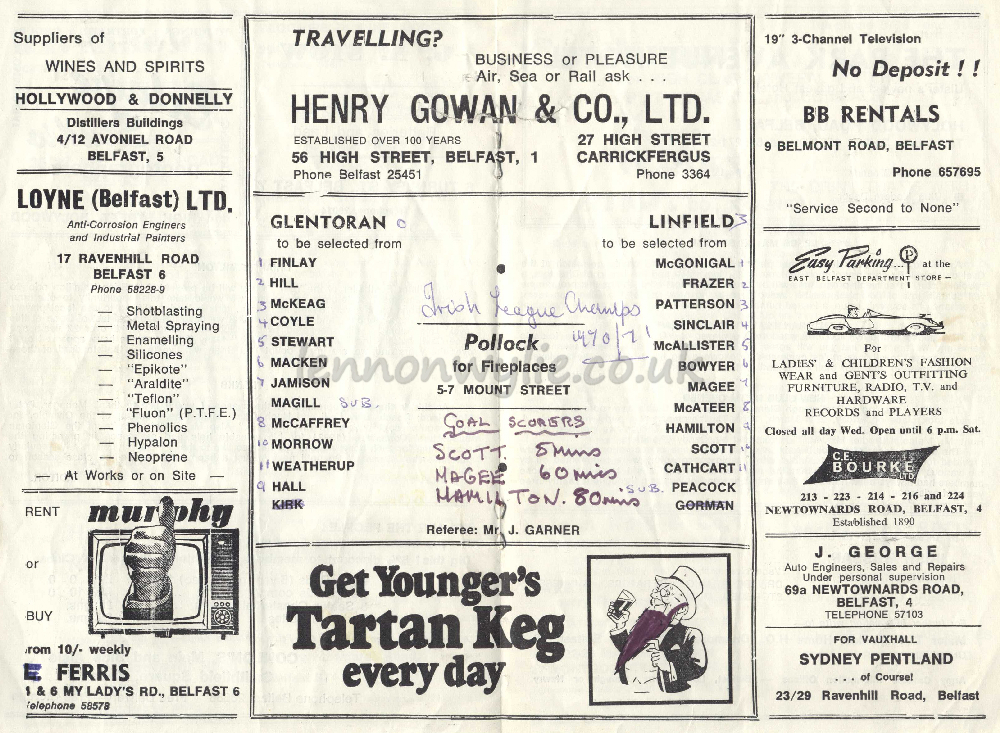 Suppliers of
WINES AND SPIRITS
HOLLYWOOD & DONNELLY
Distillers Buildings
4/12 AVONIEL ROAD
BELFAST, 5
LOYNE (Belfast) LTD.
Anti-Corrosion Enginers
and Industrial Painters
17 RAVENHILL ROAD
BELFAST 6
Phone 58228-9
— Shotblasting
— Metal Spraying
— Enamelling
— Silicones
— "Epikote"
— "Araldite"
— "Teflon"
— "Fluon" (P.T.F.E.)
— Phenolics
— Hypalon
— Neoprene
— At Works or on Site —
RENT
murphy
or
BUY
rom 10/- weekly
E FERRIS
& 6 MY LADY'S RD., BELFAST 6
elephone 58578
TRAVELLING?
BUSINESS or PLEASURE
Air, Sea or Rail ask . . .
HENRY GOWAN & CO., LTD.
ESTABLISHED OVER 100 YEARS
56 HIGH STREET, BELFAST, 1
Phone Belfast 25451
27 HIGH STREET
CARRICKFERGUS
Phone 3364
GLENTORAN 0
to be selected from
1 FINLAY
2 HILL
3 McKEAG
4 COYLE
5 STEWART
6 MACKEN
7 JAMISON
MAGILL SUB.
8 McCAFFREY
10 MORROW
11 WEATHERUP
9 HALL
KIRK
Irish League Champs
1970/71
Pollock
for Fireplaces
5-7 MOUNT STREET
lennonwylie.co.uk
GOAL SCORERS
SCOTT. 5 mins
MAGEE 60 mins
HAMILTON. 80 mins
LINFIELD 3
to be selected from
McGONIGAL 1
FRAZER 2
PATTERSON 3
SINCLAIR 4
McALLISTER 5
BOWYER 6
MAGEE 7
McATEER 8
HAMILTON 9
SCOTT
CATHCART 11
SUB. PEACOCK
GORMAN
Referee: Mr. J. GARNER
Get Younger's
Tartan Keg
every day
19" 3-Channel Television
No Deposit ! !
BB RENTALS
9 BELMONT ROAD, BELFAST
Phone 657695
"Service Second to None"
Easy Parking... P at the
EAST BELFAST DEPARTMENT STORE —
For
LADIES' & CHILDREN'S FASHION
WEAR and GENT'S OUTFITTING
FURNITURE, RADIO, T.V. and
HARDWARE
RECORDS and PLAYERS
Closed all day Wed. Open until 6 p.m. Sat.
C.E.
BOURKE
LTD
213 - 223 - 214 - 216 and 224
NEWTOWNARDS ROAD, BELFAST, 4
Established 1890
J. GEORGE
Auto Engineers, Sales and Repairs
Under personal supervision
69a NEWTOWNARDS ROAD,
BELFAST, 4
TELEPHONE 57103
FOR VAUXHALL
SYDNEY PENTLAND
. . . . of Course!
23/29 Ravenhill Road, Belfast